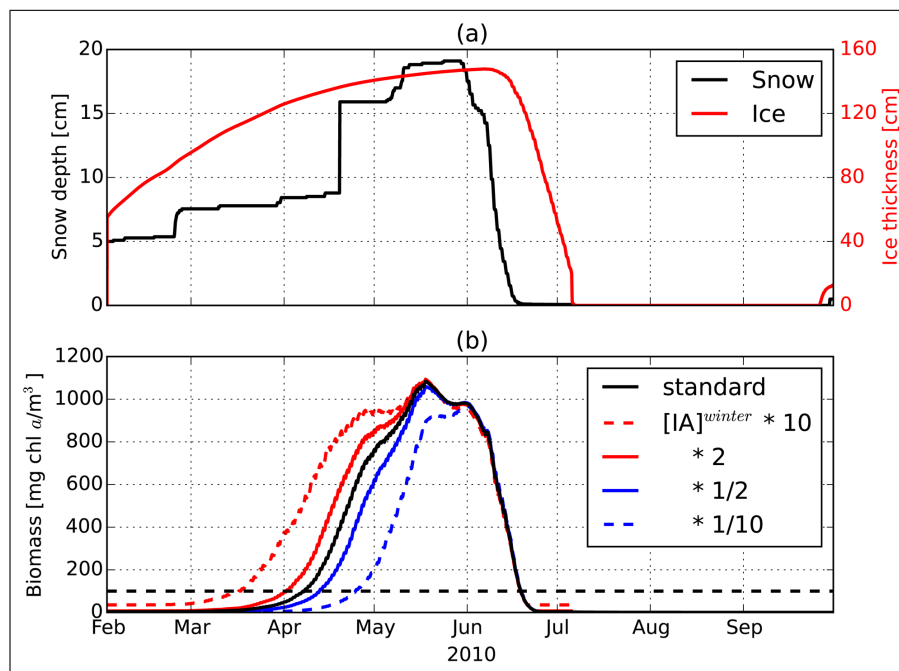 (a)
20
15
10
5
0
Snow depth [cm]
160
120
80
40
0
Ice thickness [cm]
Snow
Ice
(b)
1200
1000
800
600
400
200
0
Biomass [mg chl a/m³]
standard
[IA]^winter * 10
* 2
* 1/2
* 1/10
Feb Mar Apr May Jun Jul Aug Sep
2010